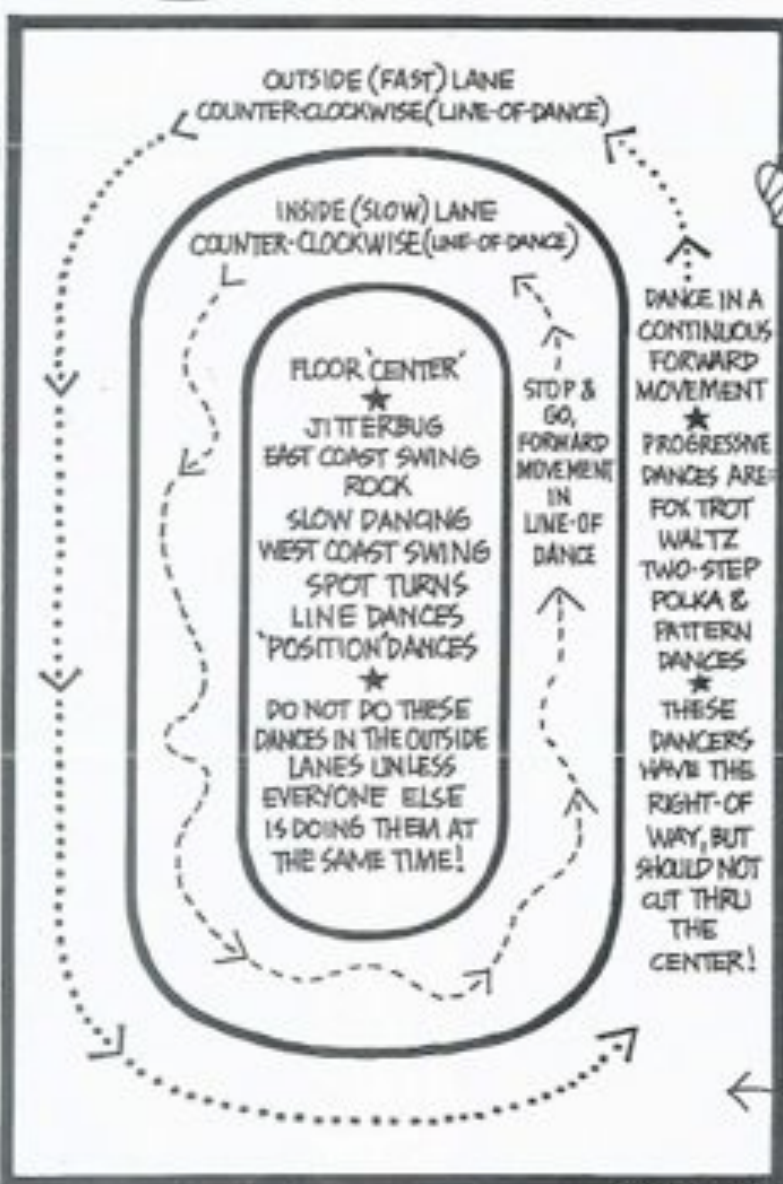 OUTSIDE (FAST) LANE
COUNTER-CLOCKWISE (LINE-OF-DANCE)
INSIDE (SLOW) LANE
COUNTER-CLOCKWISE (LINE-OF-DANCE)
FLOOR 'CENTER'
★
JITTERBUG
EAST COAST SWING
ROCK
SLOW DANCING
WEST COAST SWING
SPOT TURNS
LINE DANCES
'POSITION' DANCES
★
DO NOT DO THESE
DANCES IN THE OUTSIDE
LANES UNLESS
EVERYONE ELSE
IS DOING THEM AT
THE SAME TIME!
STOP &
GO,
FORWARD
MOVEMENT
IN
LINE-OF
DANCE
DANCE IN A
CONTINUOUS
FORWARD
MOVEMENT
★
PROGRESSIVE
DANCES ARE:
FOX TROT
WALTZ
TWO-STEP
POLKA &
PATTERN
DANCES
★
THESE
DANCERS
HAVE THE
RIGHT-OF
WAY, BUT
SHOULD NOT
CUT THRU
THE
CENTER!